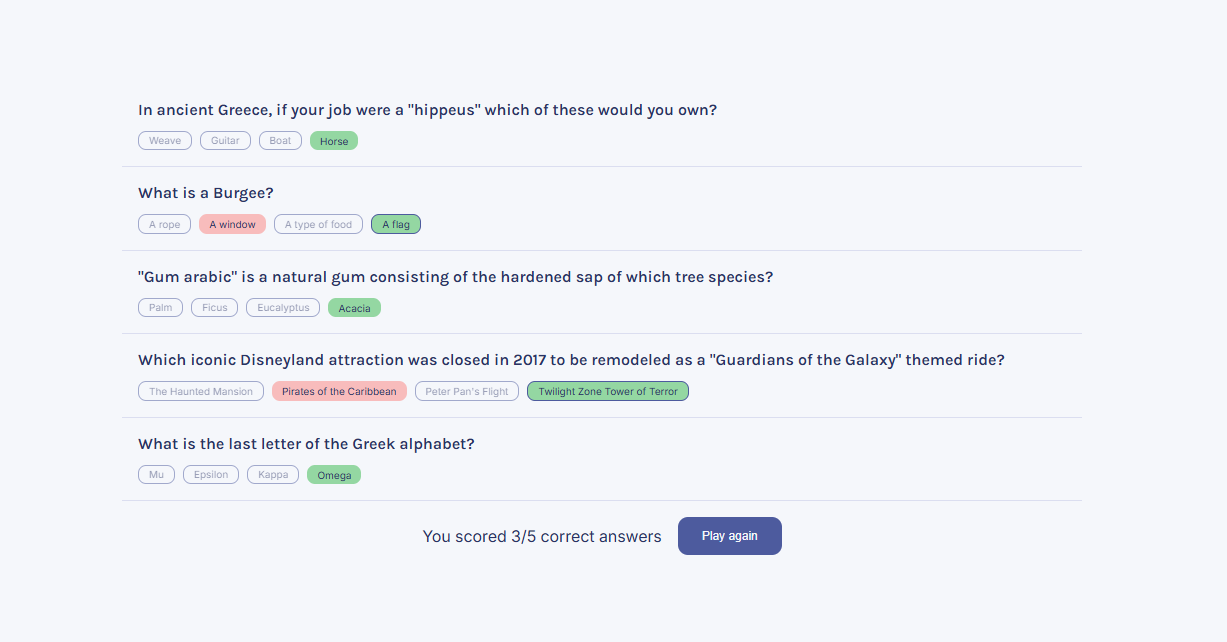 In ancient Greece, if your job were a "hippeus" which of these would you own?
Weave Guitar Boat Horse
What is a Burgee?
A rope A window A type of food A flag
"Gum arabic" is a natural gum consisting of the hardened sap of which tree species?
Palm Ficus Eucalyptus Acacia
Which iconic Disneyland attraction was closed in 2017 to be remodeled as a "Guardians of the Galaxy" themed ride?
The Haunted Mansion Pirates of the Caribbean Peter Pan's Flight Twilight Zone Tower of Terror
What is the last letter of the Greek alphabet?
Mu Epsilon Kappa Omega
You scored 3/5 correct answers Play again